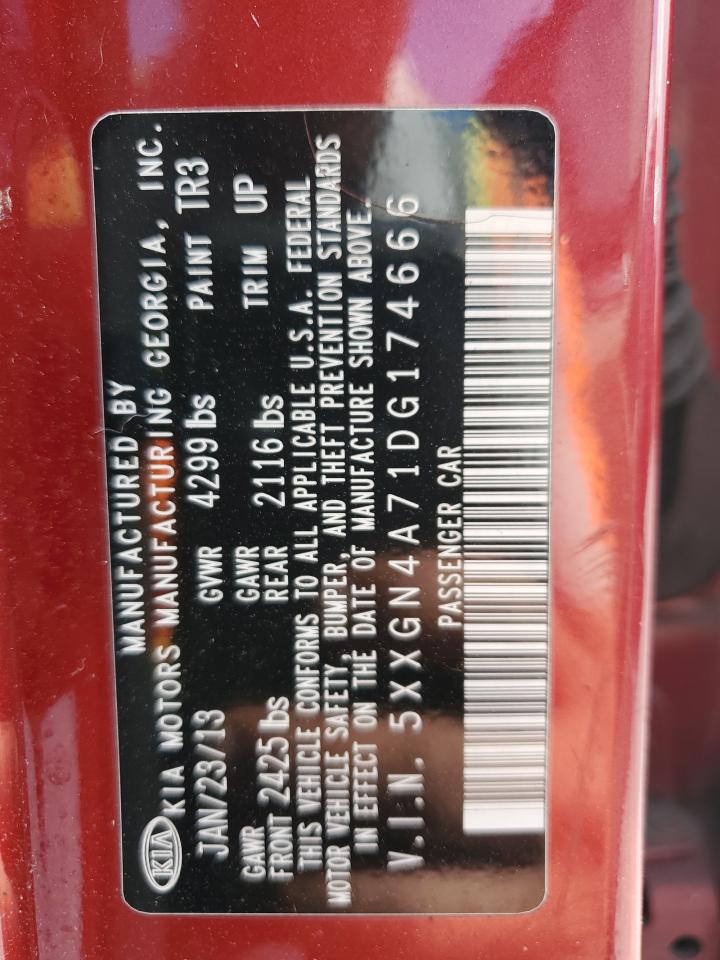 MANUFACTURED BY
KIA KIA MOTORS MANUFACTURING GEORGIA, INC.
JAN/23/13 GVWR 4299 lbs PAINT TR3
GAWR FRONT 2425 lbs GAWR REAR 2116 lbs TRIM UP
THIS VEHICLE CONFORMS TO ALL APPLICABLE U.S.A. FEDERAL
MOTOR VEHICLE SAFETY, BUMPER, AND THEFT PREVENTION STANDARDS
IN EFFECT ON THE DATE OF MANUFACTURE SHOWN ABOVE.
V.I.N. 5XXGN4A71DG174666
PASSENGER CAR